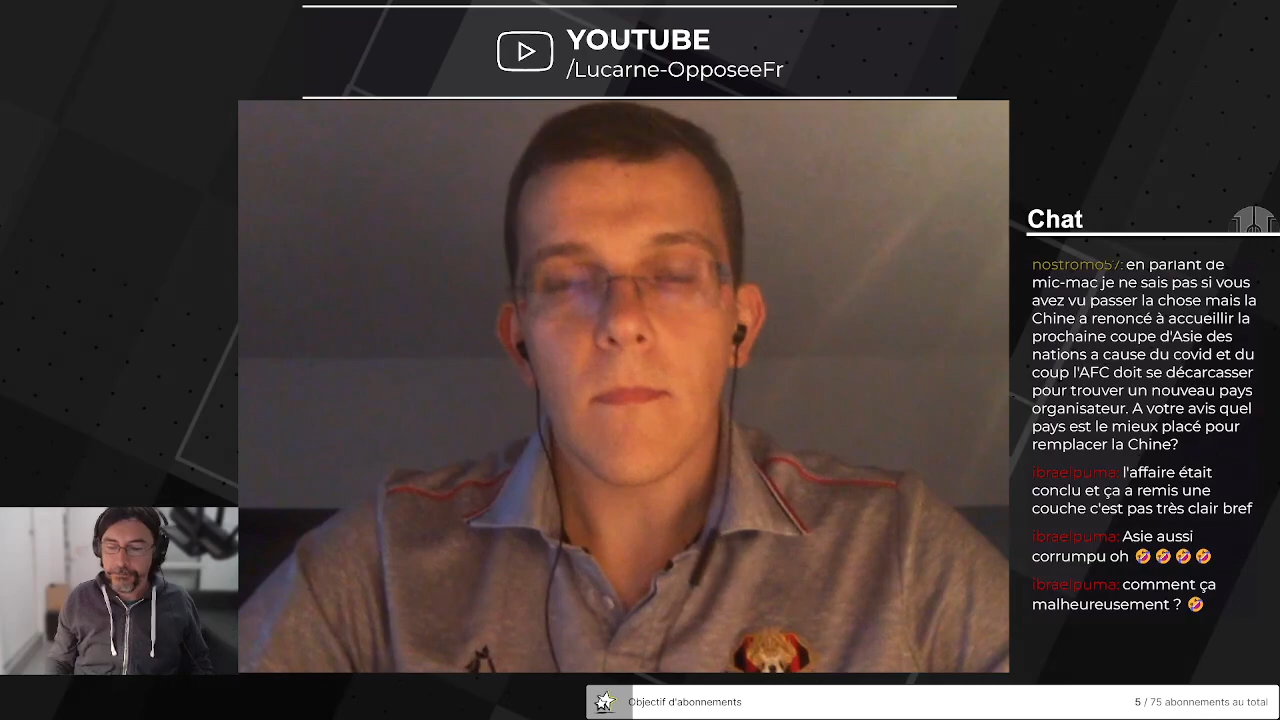 YOUTUBE
/Lucarne-OpposeeFr
Chat
nostromo57: en parlant de
mic-mac je ne sais pas si vous
avez vu passer la chose mais la
Chine a renoncé à accueillir la
prochaine coupe d'Asie des
nations a cause du covid et du
coup l'AFC doit se décarcasser
pour trouver un nouveau pays
organisateur. A votre avis quel
pays est le mieux placé pour
remplacer la Chine?
ibraelpuma: l'affaire était
conclu et ça a remis une
couche c'est pas très clair bref
ibraelpuma: Asie aussi
corrumpu oh 🤣 🤣 🤣 🤣
ibraelpuma: comment ça
malheureusement ? 🤣
Objectif d'abonnements
5 / 75 abonnements au total